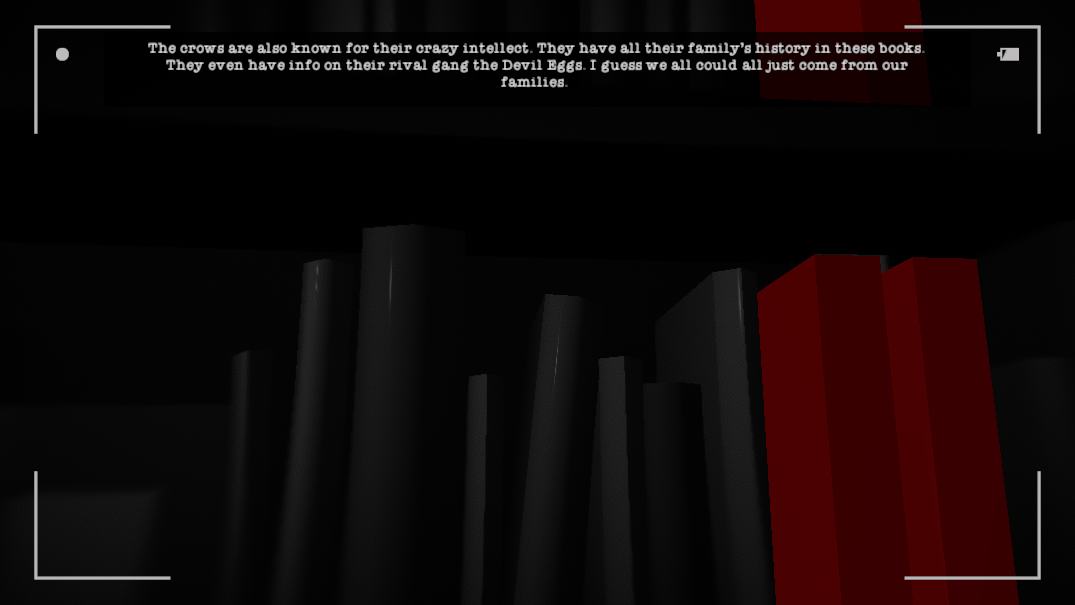 The crows are also known for their crazy intellect. They have all their family's history in these books.
They even have info on their rival gang the Devil Eggs. I guess we all could all just come from our
families.